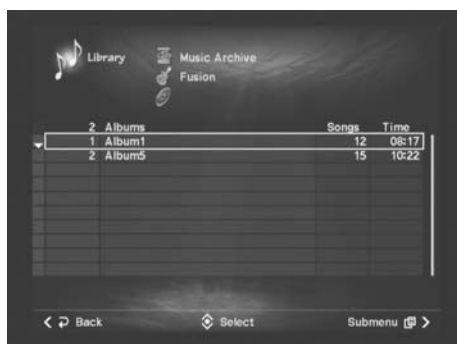 Library
Music Archive
Fusion
2 Albums Songs Time
1 Album1 12 08:17
2 Album5 15 10:22
Back Select Submenu